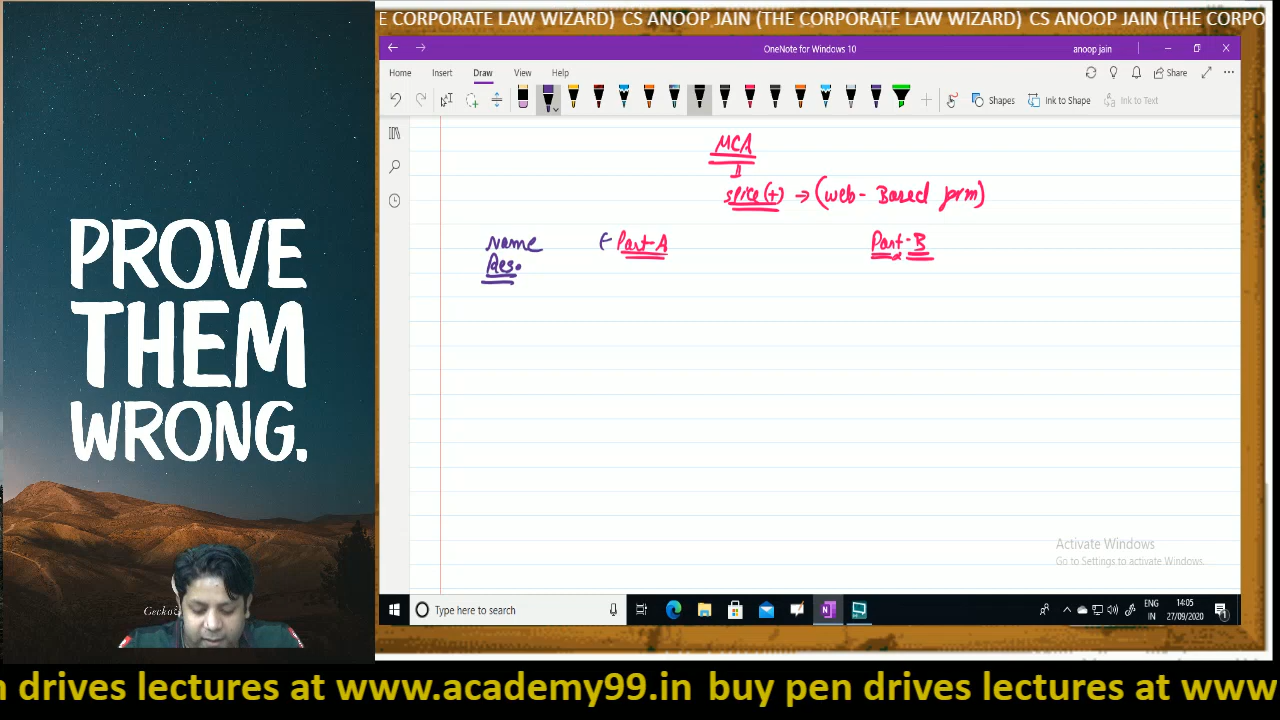 E CORPORATE LAW WIZARD) CS ANOOP JAIN (THE CORPORATE LAW WIZARD) CS ANOOP JAIN (THE CORPO
OneNote for Windows 10
anoop jain
Home Insert Draw View Help
Share
Shapes
Ink to Shape
Ink to Text
MCA
spice (+) → (web-Based form)
Name
Res.
← Part-A
Part-B
PROVE
THEM
WRONG.
Activate Windows
Go to Settings to activate Windows.
Type here to search
ENG
IN
14:05
27/09/2020
1
n drives lectures at www.academy99.in buy pen drives lectures at www